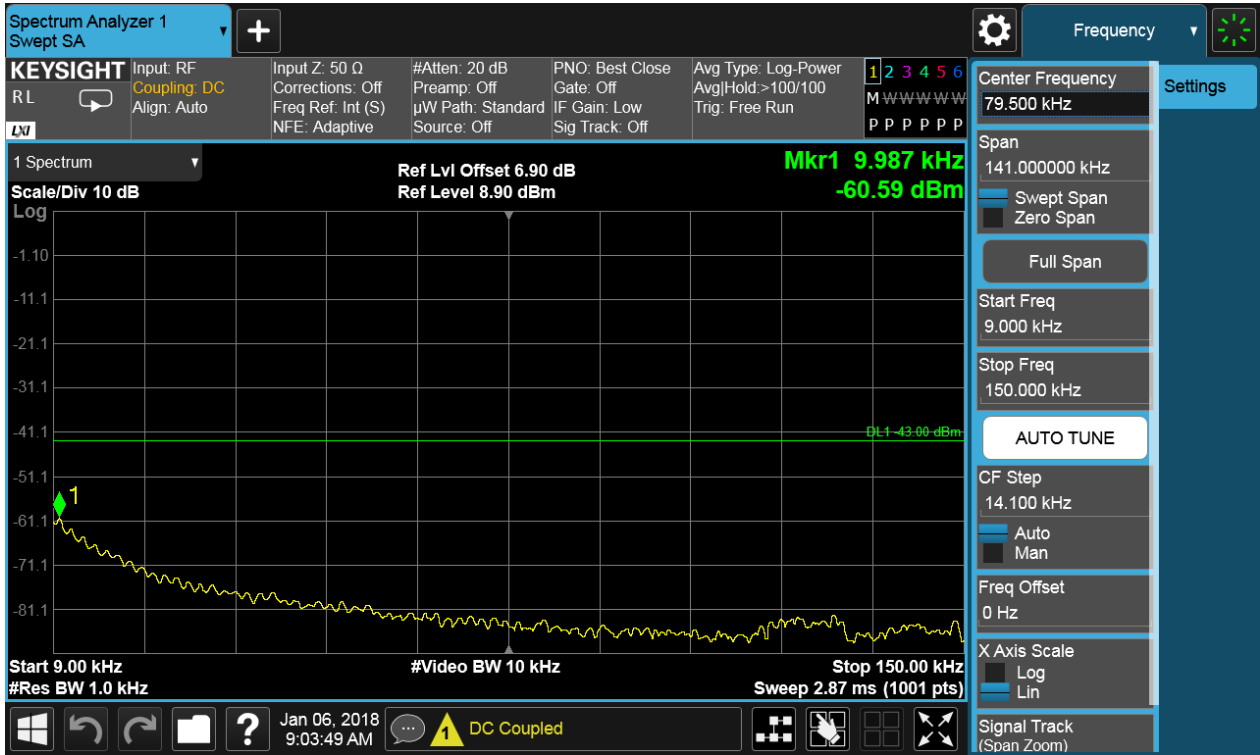 Spectrum Analyzer 1
Swept SA
Frequency
KEYSIGHT
RL
LXI
Input: RF
Coupling: DC
Align: Auto
Input Z: 50 Ω
Corrections: Off
Freq Ref: Int (S)
NFE: Adaptive
#Atten: 20 dB
Preamp: Off
µW Path: Standard
Source: Off
PNO: Best Close
Gate: Off
IF Gain: Low
Sig Track: Off
Avg Type: Log-Power
Avg|Hold:>100/100
Trig: Free Run
1 2 3 4 5 6
M W W W W W
P P P P P P
1 Spectrum
Scale/Div 10 dB
Ref Lvl Offset 6.90 dB
Ref Level 8.90 dBm
Mkr1 9.987 kHz
-60.59 dBm
Log
-1.10
-11.1
-21.1
-31.1
-41.1
DL1 -43.00 dBm
-51.1
1
-61.1
-71.1
-81.1
Start 9.00 kHz
#Video BW 10 kHz
Stop 150.00 kHz
#Res BW 1.0 kHz
Sweep 2.87 ms (1001 pts)
Center Frequency
79.500 kHz
Settings
Span
141.000000 kHz
Swept Span
Zero Span
Full Span
Start Freq
9.000 kHz
Stop Freq
150.000 kHz
AUTO TUNE
CF Step
14.100 kHz
Auto
Man
Freq Offset
0 Hz
X Axis Scale
Log
Lin
Signal Track
(Span Zoom)
?
Jan 06, 2018
9:03:49 AM
1
DC Coupled